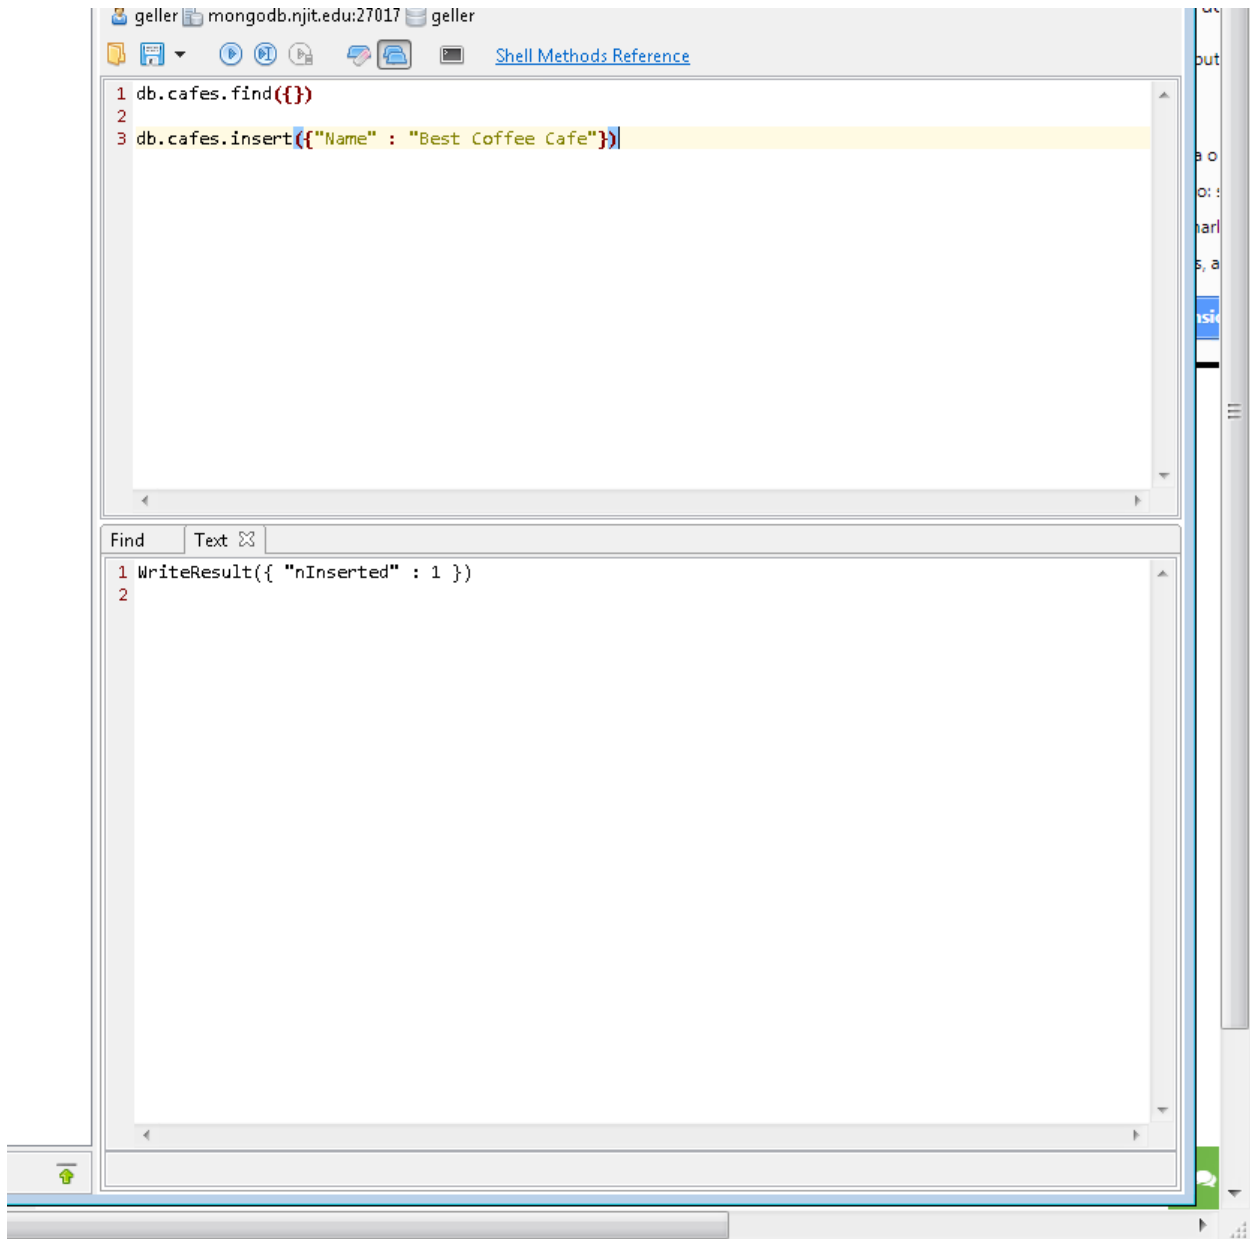 geller mongodb.njit.edu:27017 geller
Shell Methods Reference
1 db.cafes.find({})
2
3 db.cafes.insert({"Name" : "Best Coffee Cafe"})
Find Text
1 WriteResult({ "nInserted" : 1 })
2